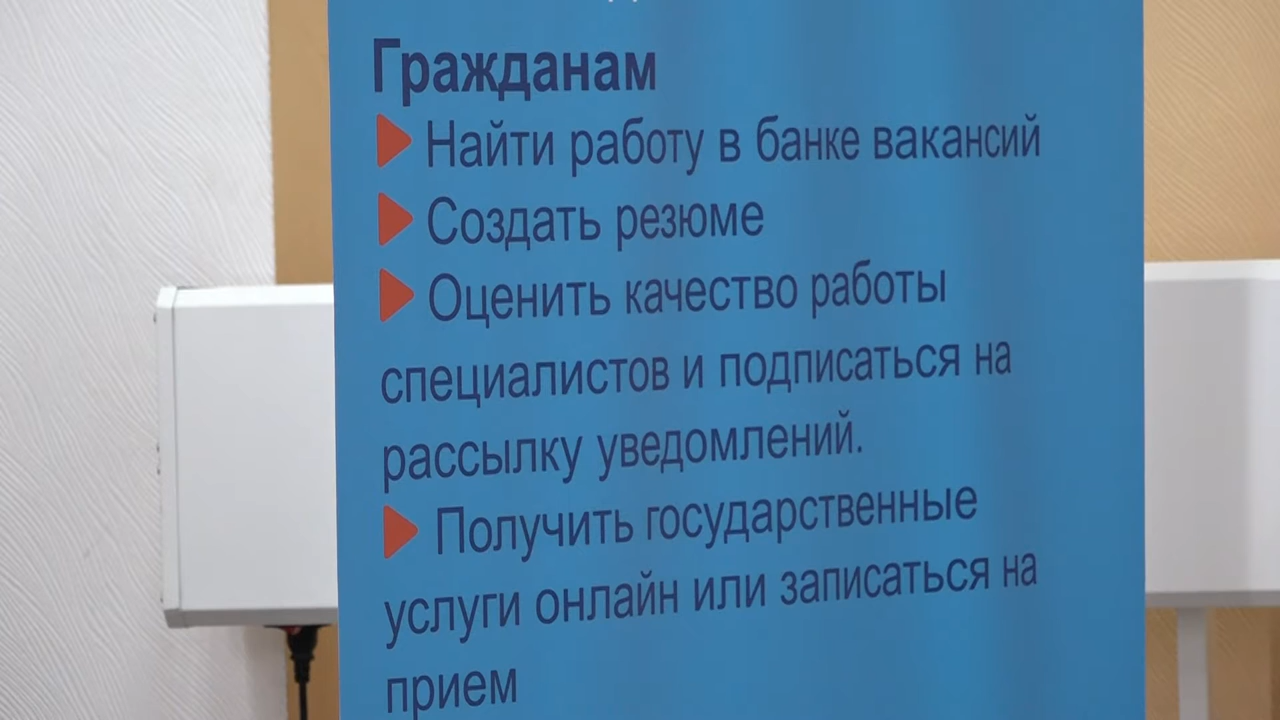 Гражданам
Найти работу в банке вакансий
Создать резюме
Оценить качество работы
специалистов и подписаться на
рассылку уведомлений.
Получить государственные
услуги онлайн или записаться на
прием